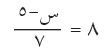 س - ٥
٧ = ٨